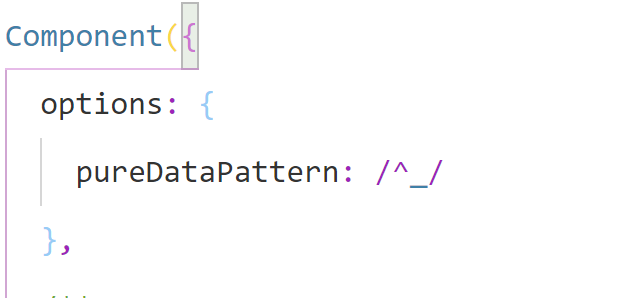 Component({
options: {
pureDataPattern: /^_/
},